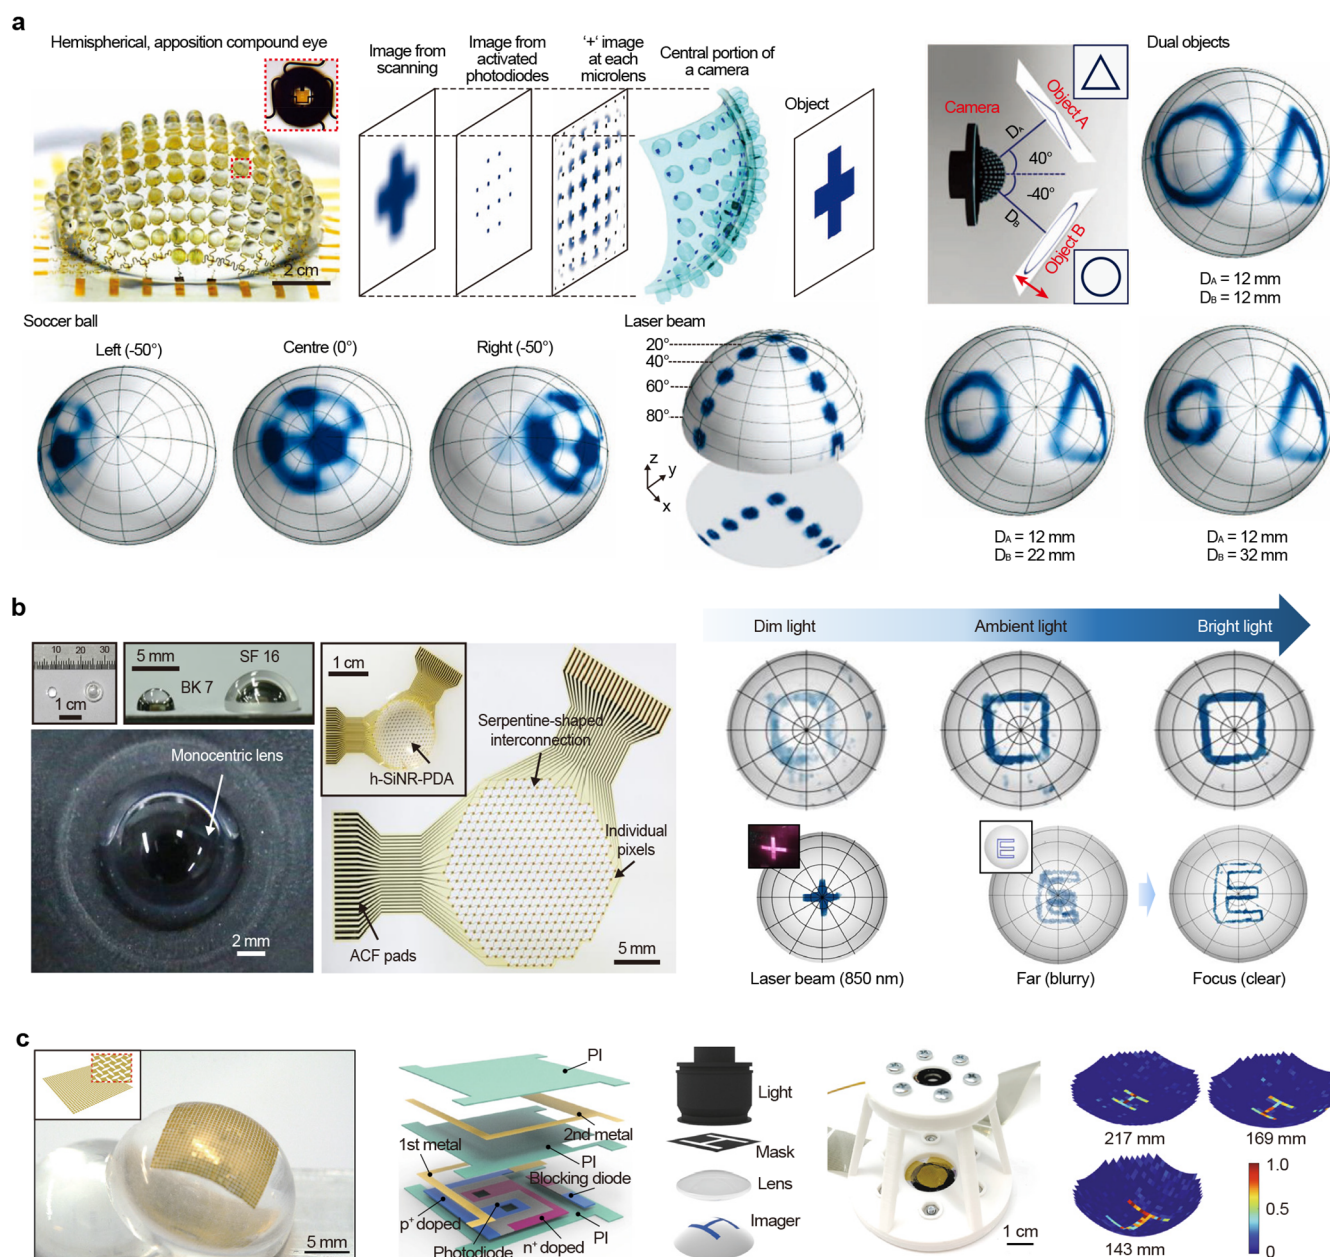 a
Hemispherical, apposition compound eye
2 cm
Image from
scanning
Image from
activated
photodiodes
'+' image
at each
microlens
Central portion of
a camera
Object
Camera
Object A
Object B
DA
DB
40°
-40°
Dual objects
DA = 12 mm
DB = 12 mm
Soccer ball
Left (-50°)
Centre (0°)
Right (-50°)
Laser beam
20°
40°
60°
80°
z
y
x
DA = 12 mm
DB = 22 mm
DA = 12 mm
DB = 32 mm
b
10 20 30
1 cm
5 mm
BK 7
SF 16
Monocentric lens
2 mm
1 cm
h-SiNR-PDA
Serpentine-shaped
interconnection
Individual
pixels
ACF pads
5 mm
Dim light
Ambient light
Bright light
E
Laser beam (850 nm)
Far (blurry)
Focus (clear)
c
5 mm
PI
1st metal
2nd metal
PI
Blocking diode
p+ doped
Photodiode
n+ doped
PI
Light
Mask
Lens
Imager
1 cm
217 mm
169 mm
143 mm
1.0
0.5
0